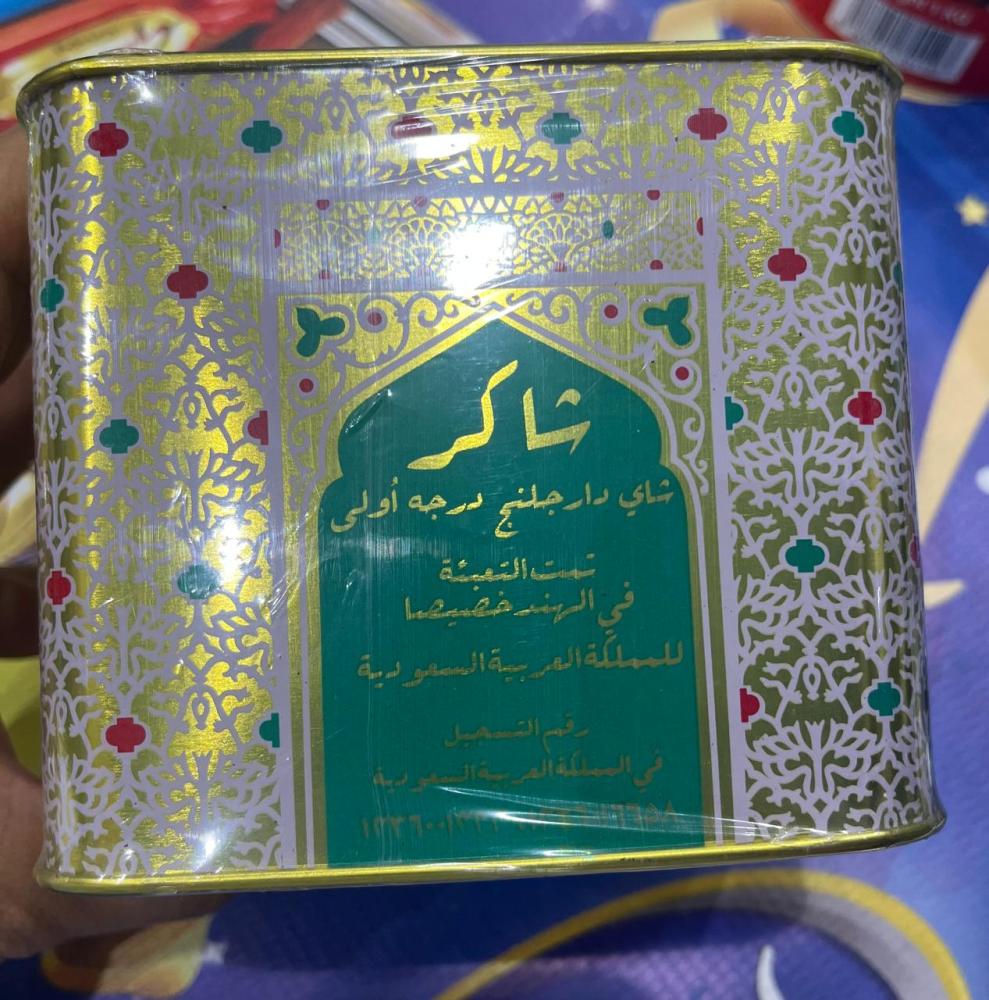 شاكر
شاي دارجلنج درجه أولى
تمت التعبئة
في الهند خصيصا
للمملكة العربية السعودية
رقم التسجيل
في المملكة العربية السعودية